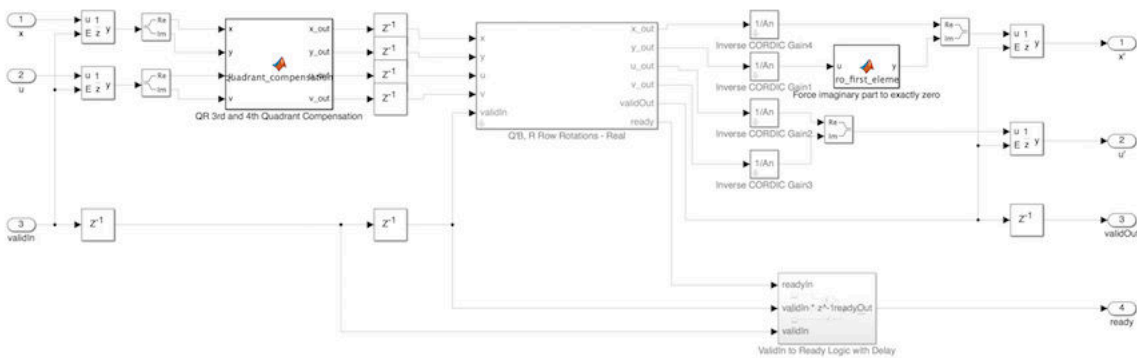 1
x
u 1
E z y
Re
Im
2
u
u 1
E z y
Re
Im
x
y
u
v
x_out
y_out
u_out
v_out
Quadrant_compensation
QR 3rd and 4th Quadrant Compensation
Z-1
Z-1
Z-1
Z-1
x
y
u
v
validIn
x_out
y_out
u_out
v_out
validOut
ready
Q'B, R Row Rotations - Real
1/An
Inverse CORDIC Gain4
1/An
Inverse CORDIC Gain1
1/An
Inverse CORDIC Gain2
1/An
Inverse CORDIC Gain3
u y
ro_first_eleme
Force imaginary part to exactly zero
Re
Im
Re
Im
u 1
E z y
1
x'
u 1
E z y
2
u'
3
validIn
Z-1
Z-1
Z-1
3
validOut
readyIn
validIn * z^-1readyOut
validIn
ValidIn to Ready Logic with Delay
4
ready